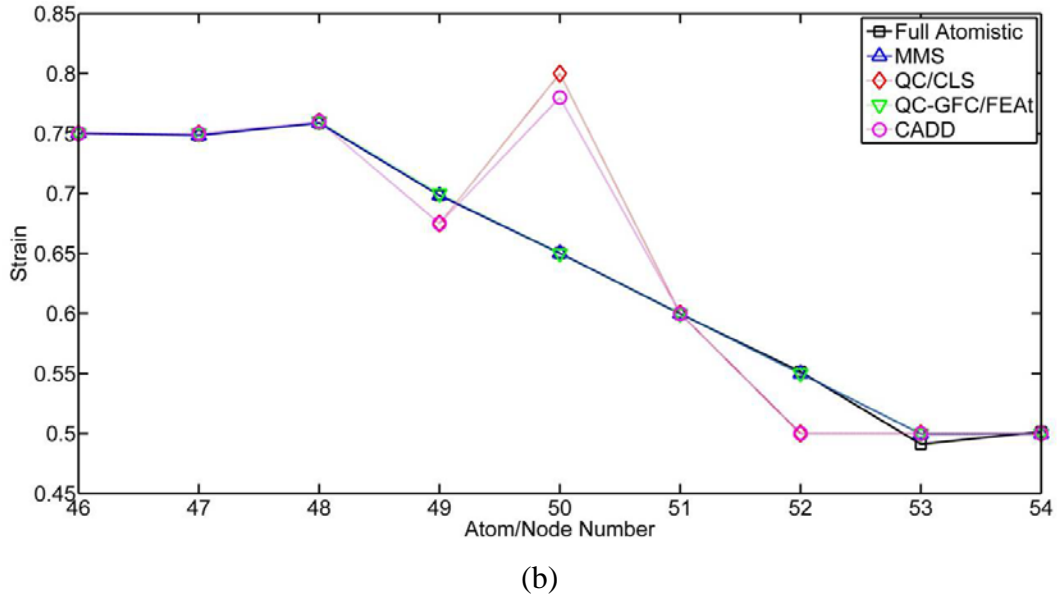 0.85
0.8
0.75
0.7
0.65
0.6
0.55
0.5
0.45
Strain
46 47 48 49 50 51 52 53 54
Atom/Node Number
Full Atomistic
MMS
QC/CLS
QC-GFC/FEAt
CADD
(b)